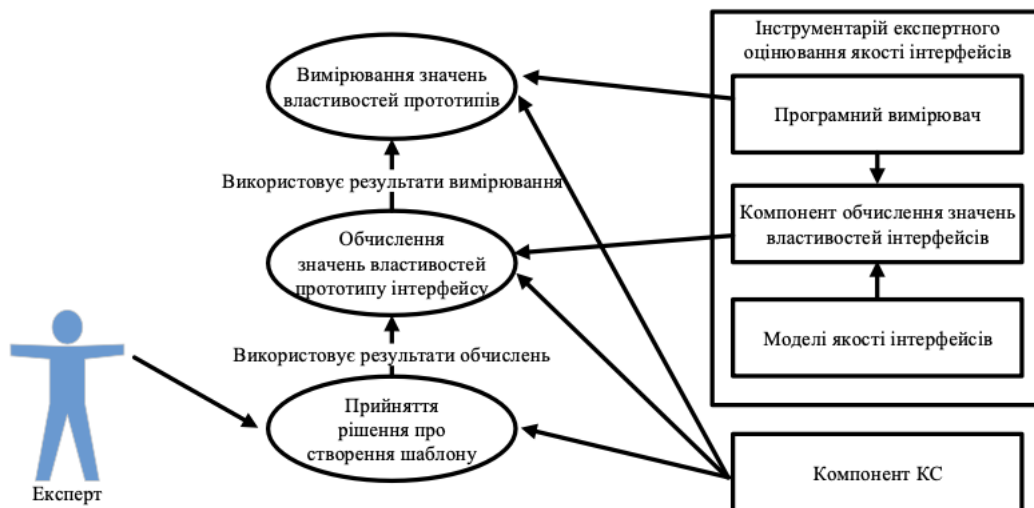 Інструментарій експертного
оцінювання якості інтерфейсів
Вимірювання значень
властивостей прототипів
Програмний вимірювач
Використовує результати вимірювання
Компонент обчислення значень
властивостей інтерфейсів
Обчислення
значень властивостей
прототипу інтерфейсу
Моделі якості інтерфейсів
Використовує результати обчислень
Прийняття
рішення про
створення шаблону
Компонент КС
Експерт